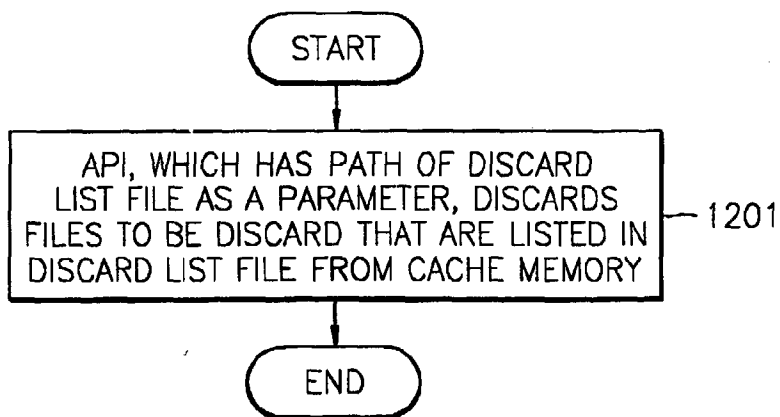 START
API, WHICH HAS PATH OF DISCARD
LIST FILE AS A PARAMETER, DISCARDS
FILES TO BE DISCARD THAT ARE LISTED IN
DISCARD LIST FILE FROM CACHE MEMORY
1201
END